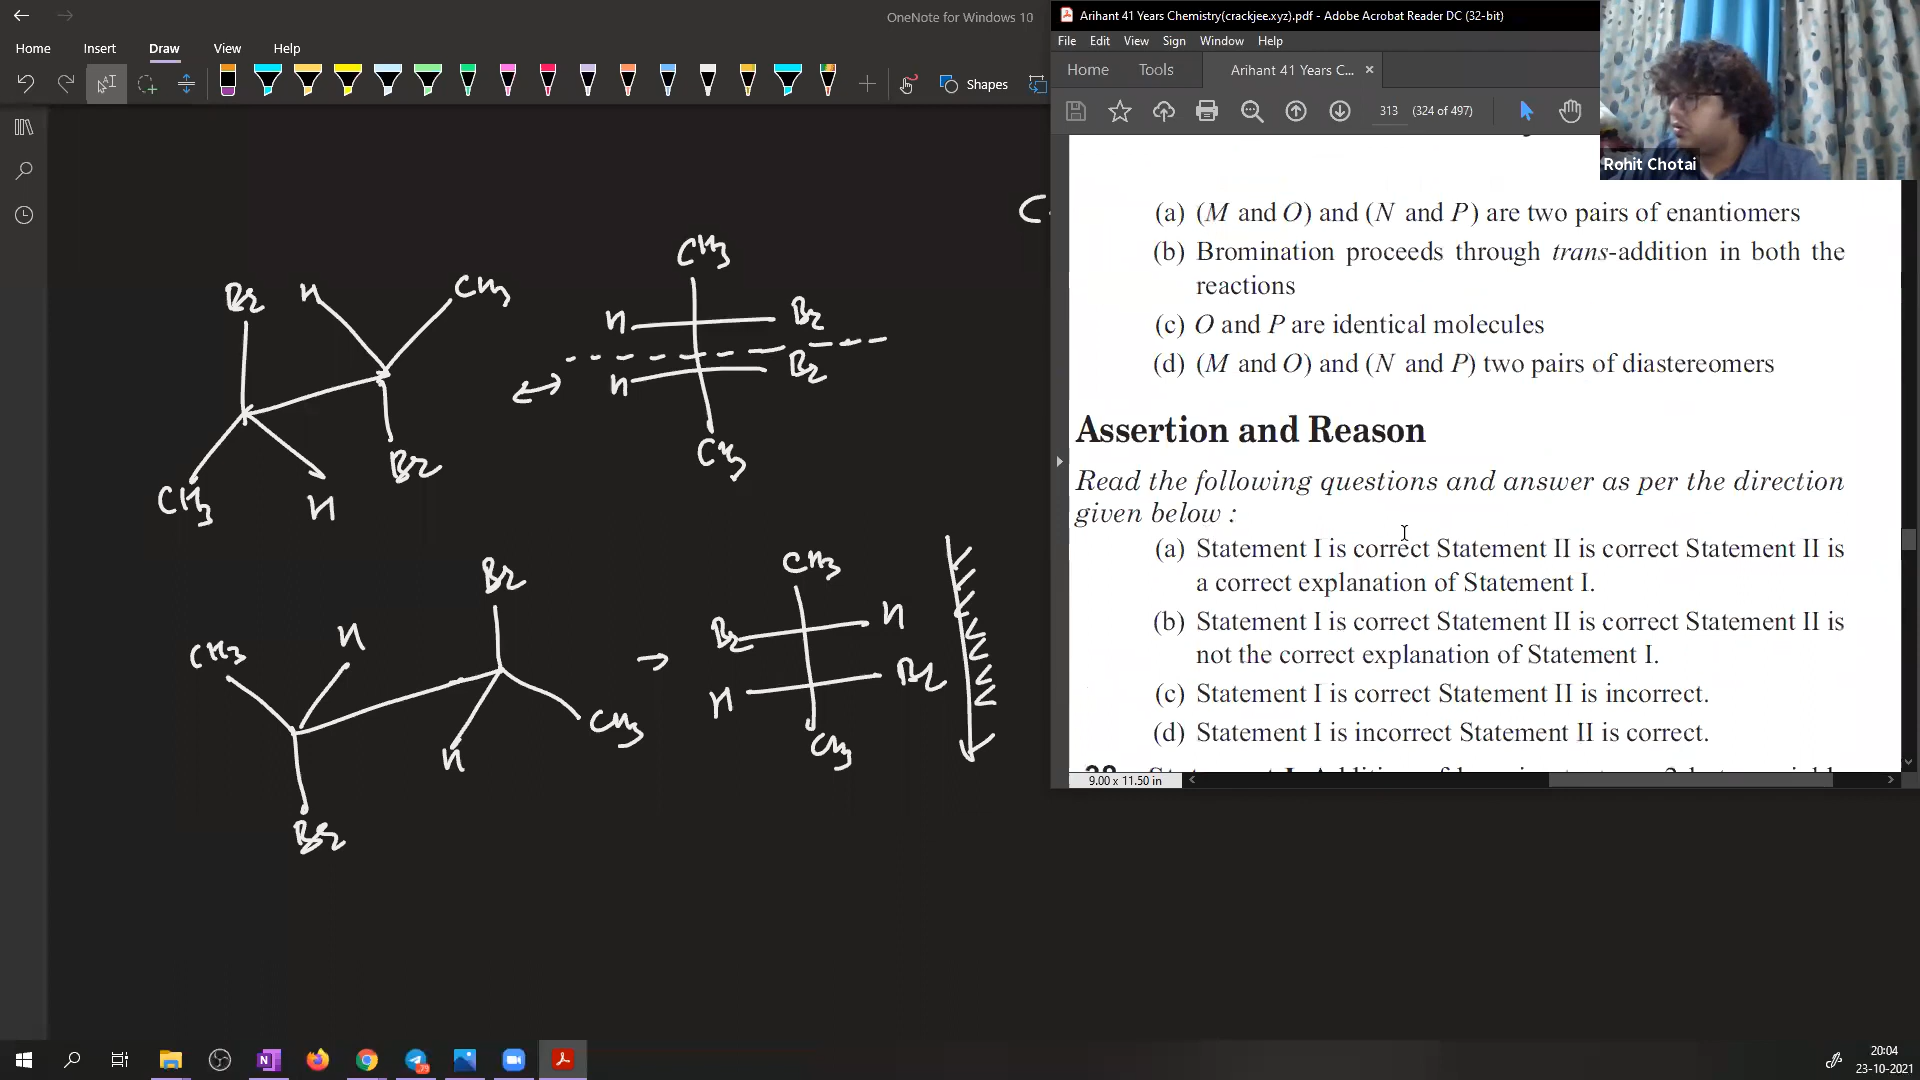 OneNote for Windows 10
Home Insert Draw View Help
Shapes
Arihant 41 Years Chemistry(crackjee.xyz).pdf - Adobe Acrobat Reader DC (32-bit)
File Edit View Sign Window Help
Home Tools Arihant 41 Years C... ×
313 (324 of 497)
Rohit Chotai
(a) (M and O) and (N and P) are two pairs of enantiomers
(b) Bromination proceeds through trans-addition in both the
reactions
(c) O and P are identical molecules
(d) (M and O) and (N and P) two pairs of diastereomers
Assertion and Reason
Read the following questions and answer as per the direction
given below :
(a) Statement I is correct Statement II is correct Statement II is
a correct explanation of Statement I.
(b) Statement I is correct Statement II is correct Statement II is
not the correct explanation of Statement I.
(c) Statement I is correct Statement II is incorrect.
(d) Statement I is incorrect Statement II is correct.
9.00 x 11.50 in
CH3
Br H CH3
H Br
H Br
CH3 H Br
CH3
Br
CH3
CH3 H
Br H
H Br
H CH3
CH3
Br
20:04
23-10-2021